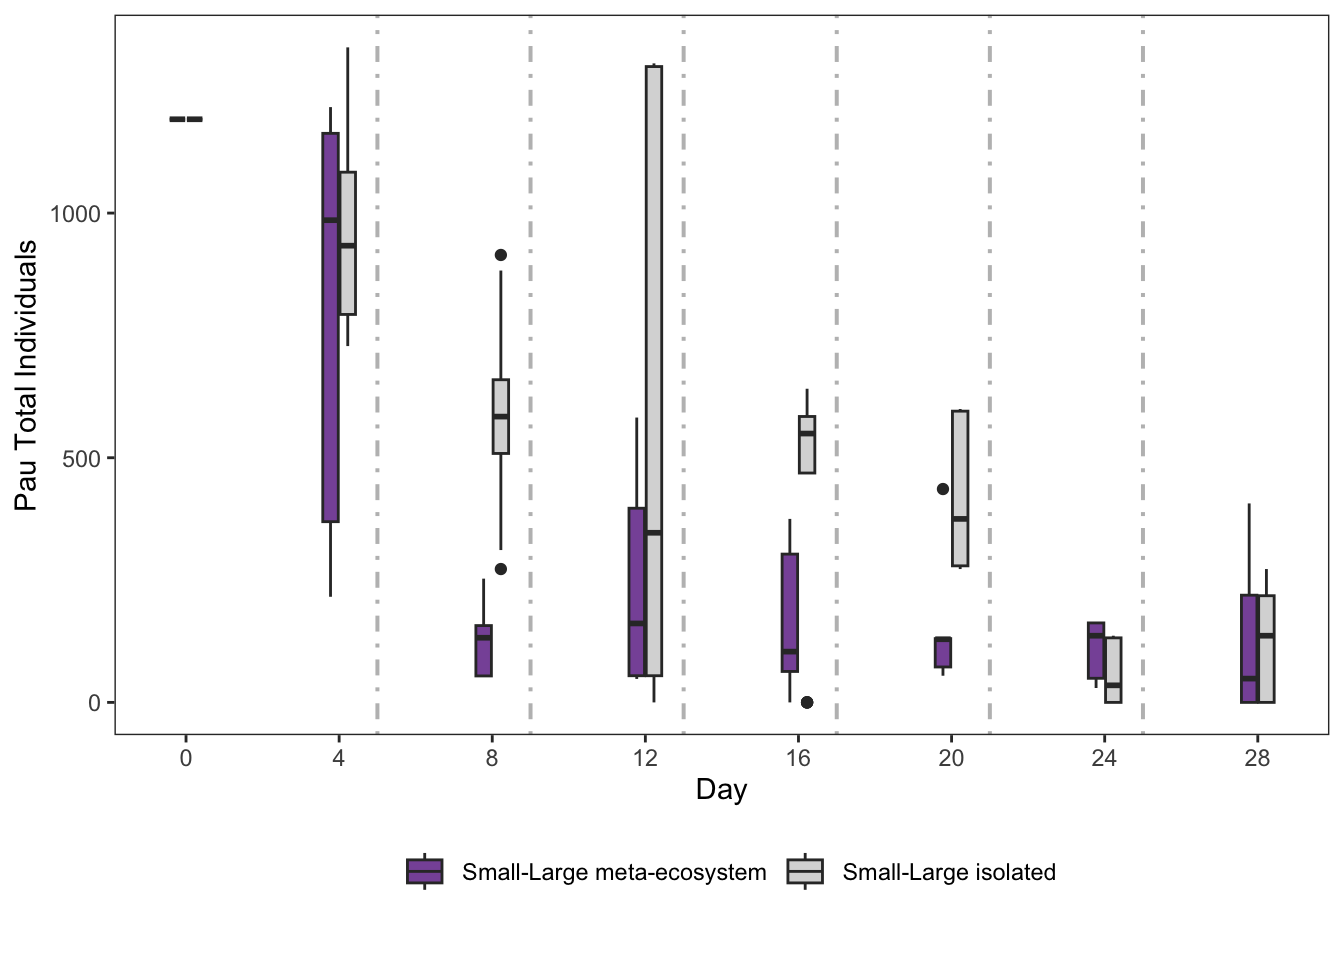 Pau Total Individuals
1000
500
0
0 4 8 12 16 20 24 28
Day
Small-Large meta-ecosystem Small-Large isolated